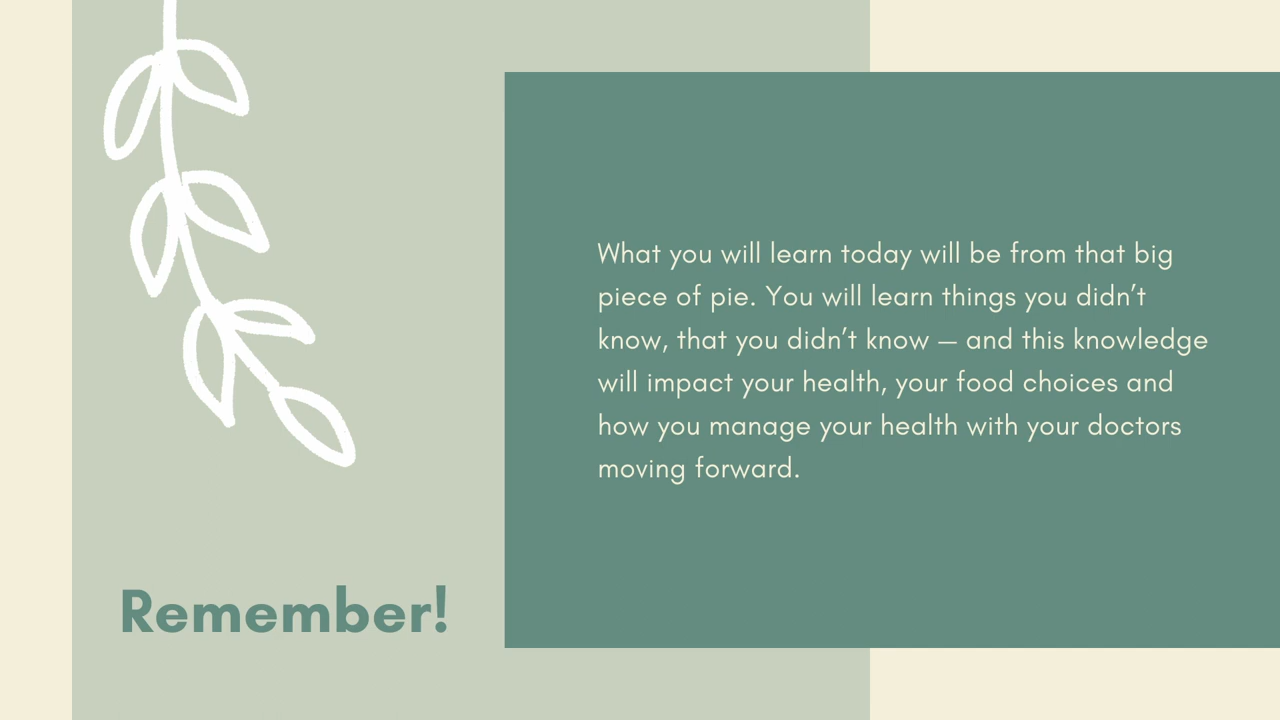 What you will learn today will be from that big
piece of pie. You will learn things you didn’t
know, that you didn’t know – and this knowledge
will impact your health, your food choices and
how you manage your health with your doctors
moving forward.
Remember!